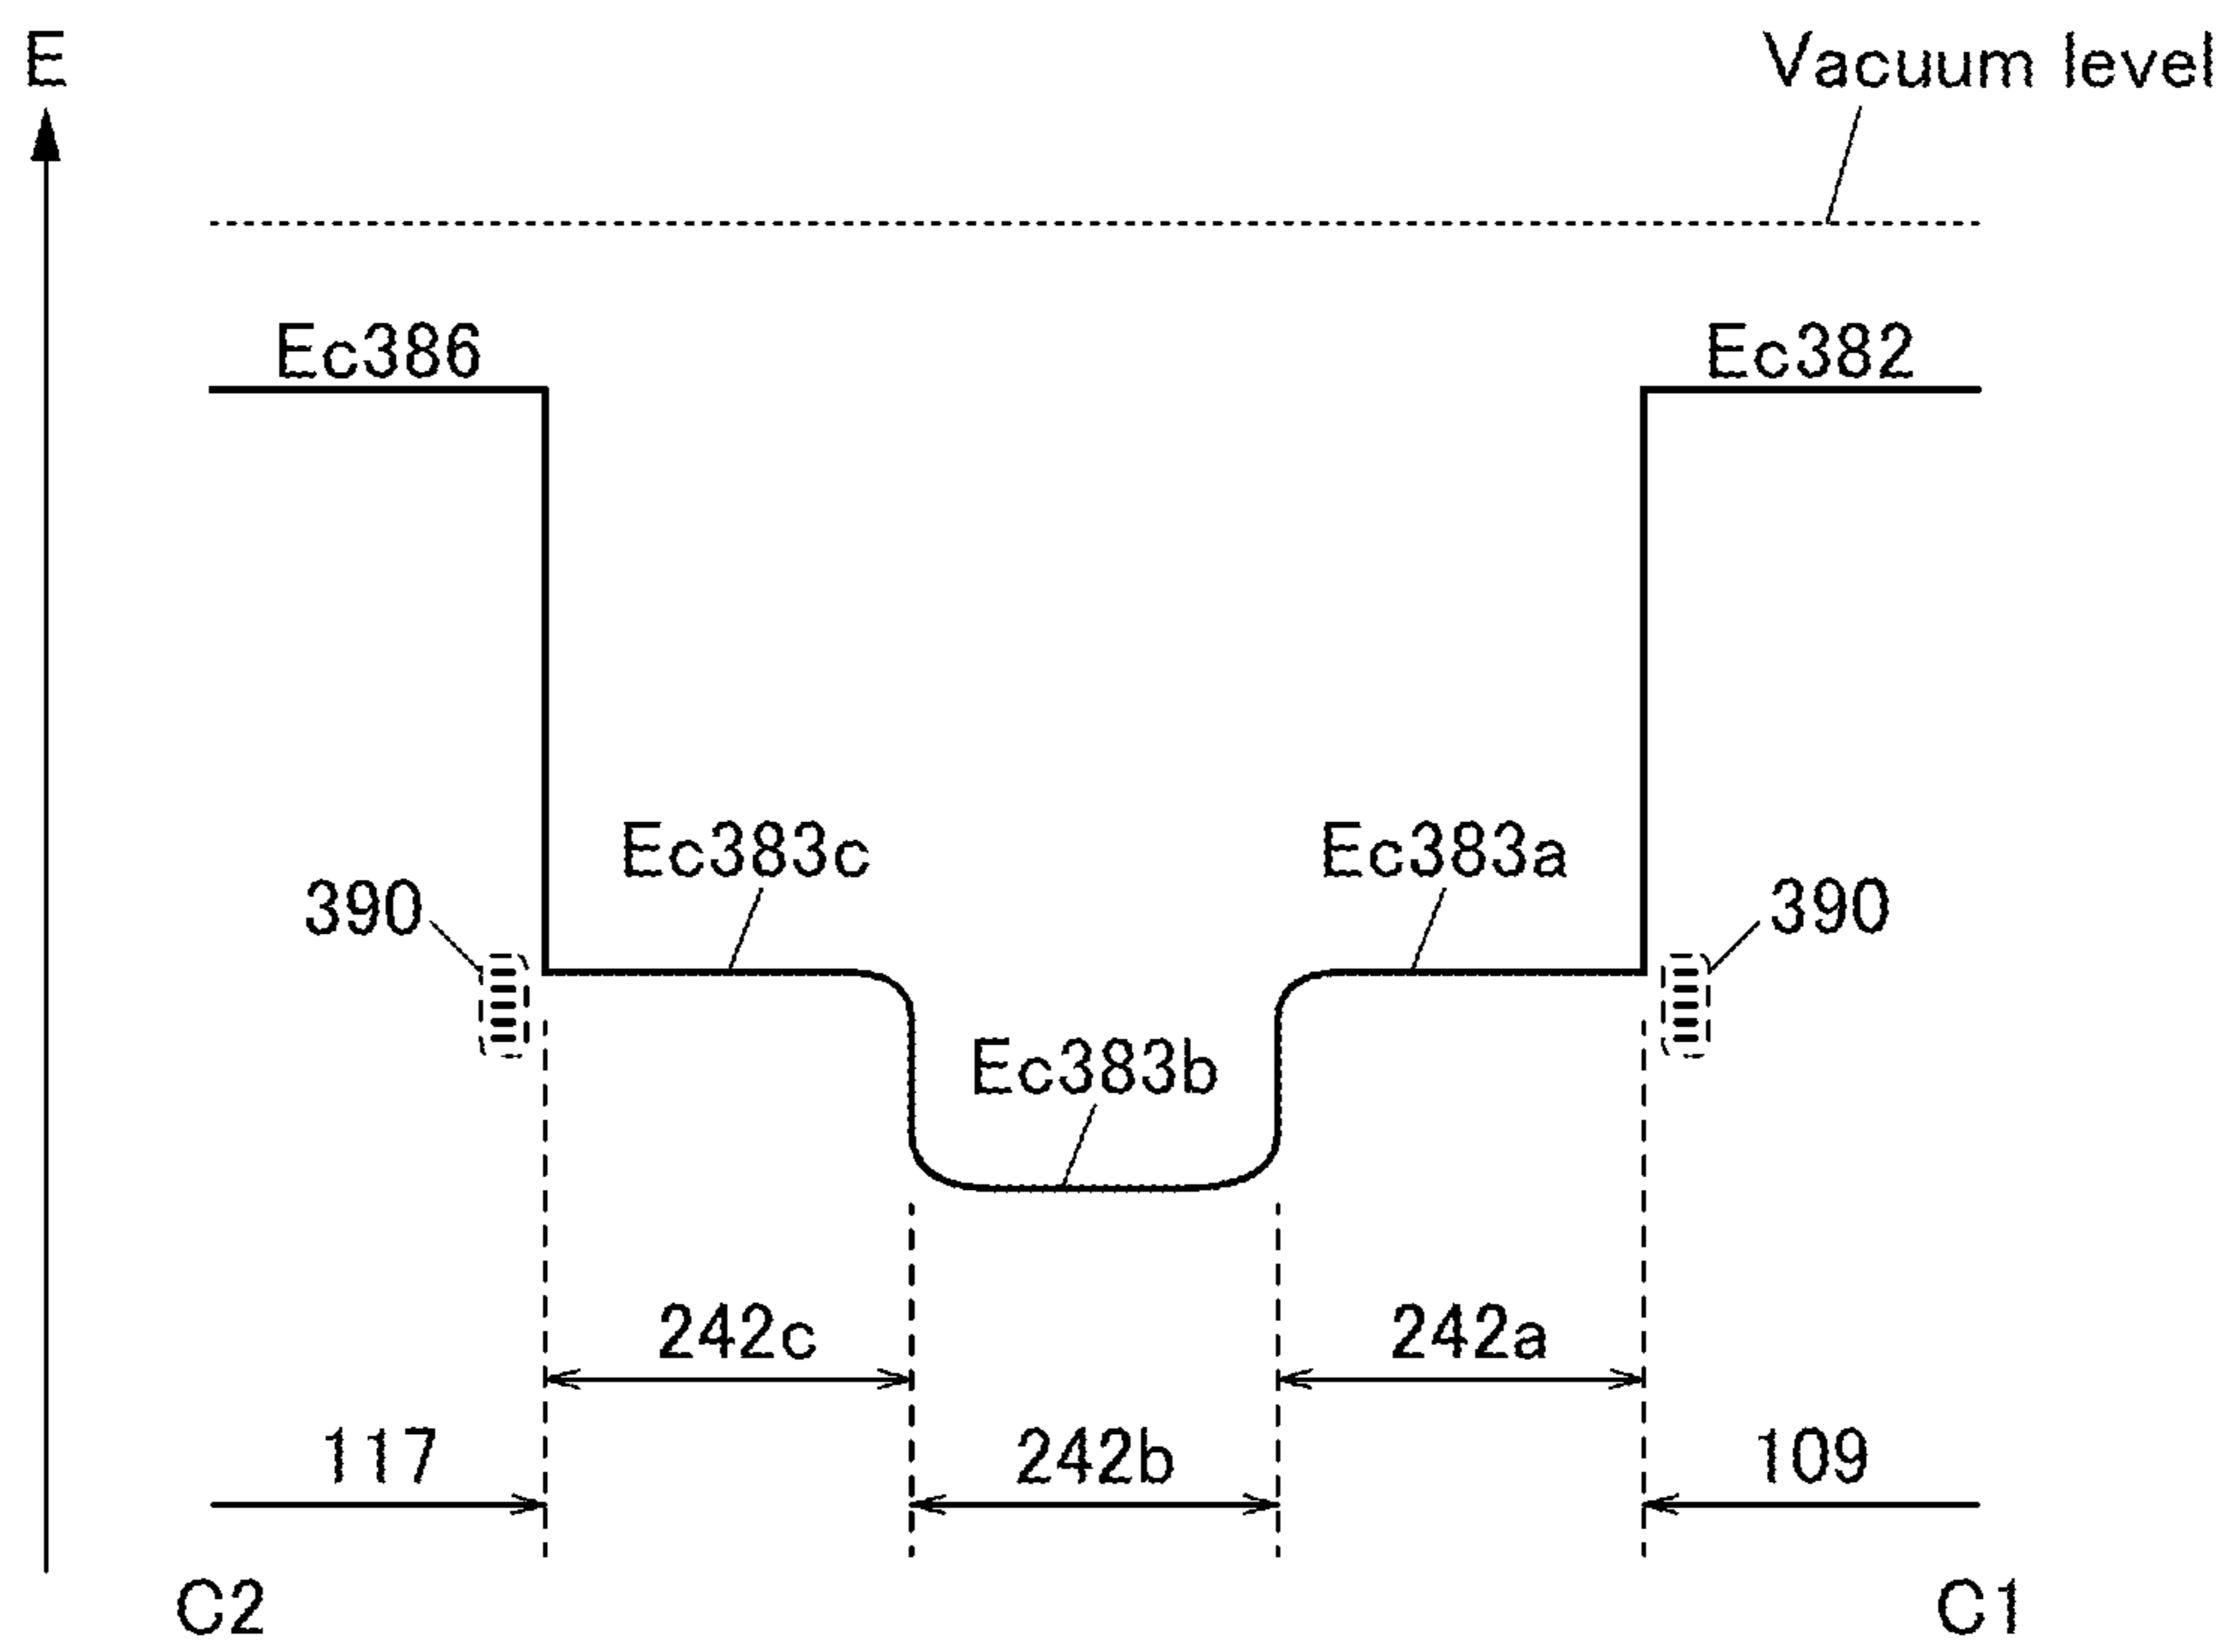 E
Vacuum level
Ec386
Ec382
Ec383c
Ec383a
390
390
Ec383b
242c
242a
117
242b
109
C2
C1